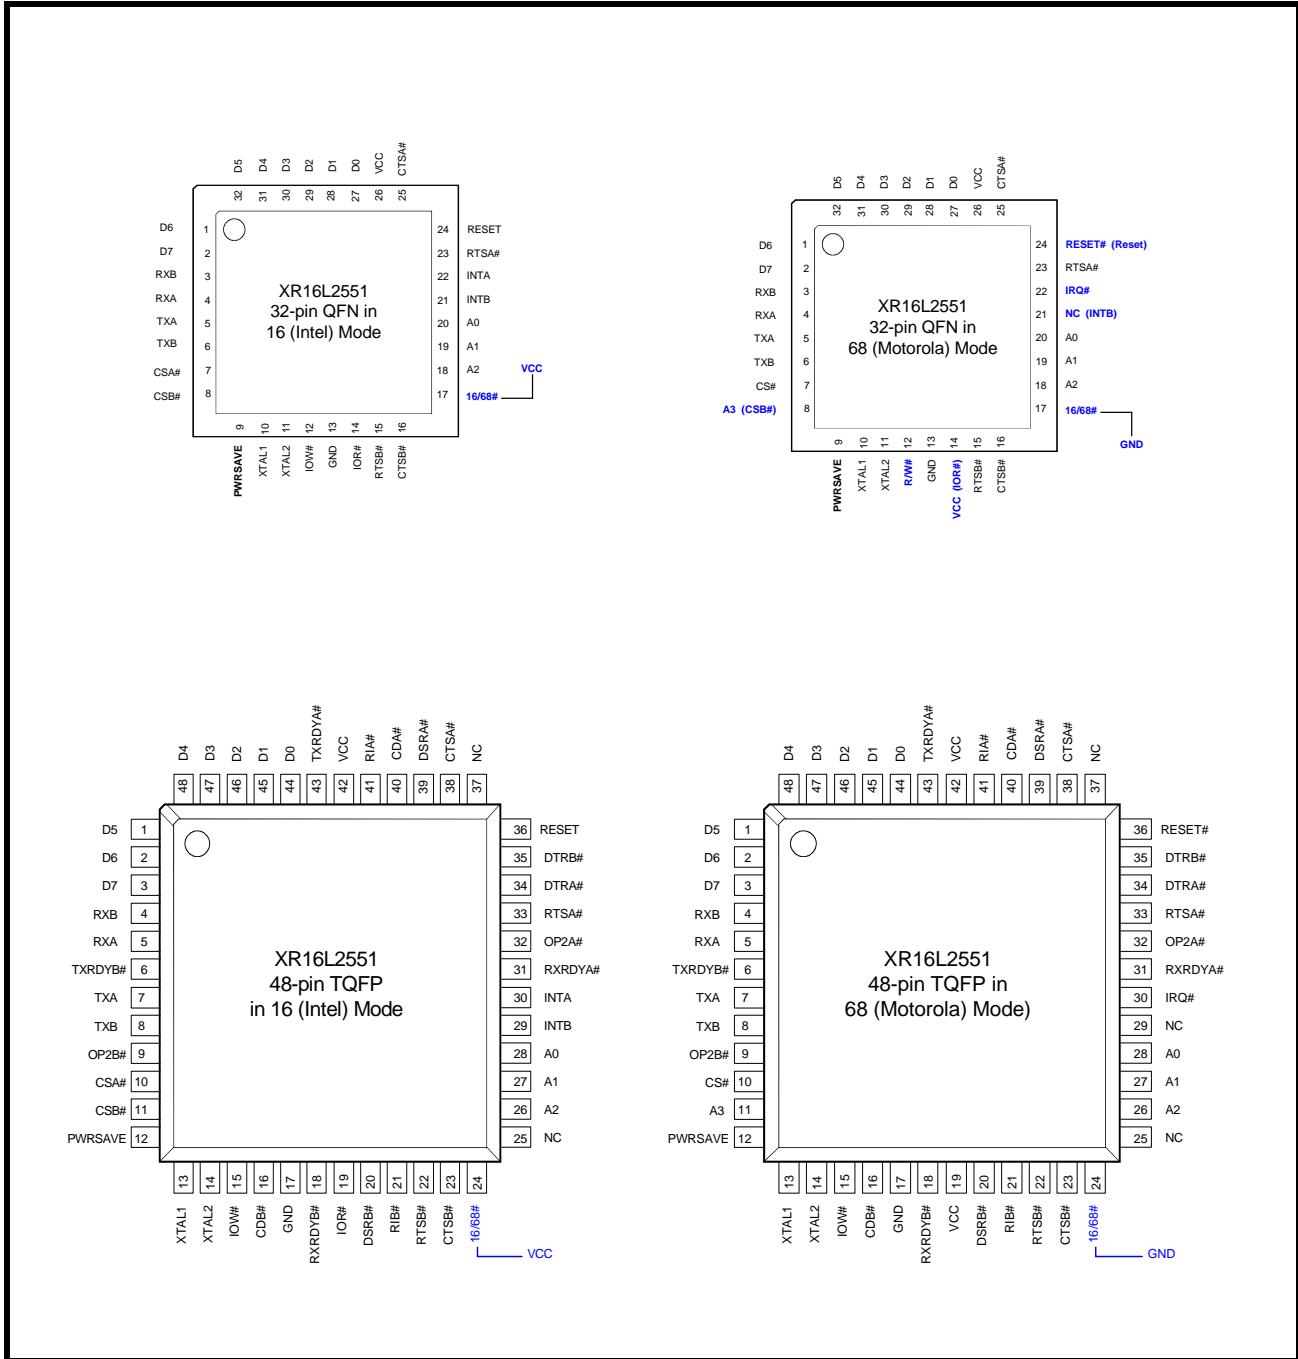 D5 D4 D3 D2 D1 D0 VCC CTSA#
32 31 30 29 28 27 26 25
D6 1 24 RESET
D7 2 23 RTSA#
RXB 3 22 INTA
RXA 4 21 INTB
TXA 5 20 A0
TXB 6 19 A1
CSA# 7 18 A2
CSB# 8 17 16/68#
VCC
XR16L2551
32-pin QFN in
16 (Intel) Mode
9 10 11 12 13 14 15 16
PWRSAVE XTAL1 XTAL2 IOW# GND IOR# RTSB# CTSB#
D5 D4 D3 D2 D1 D0 VCC CTSA#
32 31 30 29 28 27 26 25
D6 1 24 RESET# (Reset)
D7 2 23 RTSA#
RXB 3 22 IRQ#
RXA 4 21 NC (INTB)
TXA 5 20 A0
TXB 6 19 A1
CS# 7 18 A2
A3 (CSB#) 8 17 16/68#
GND
XR16L2551
32-pin QFN in
68 (Motorola) Mode
9 10 11 12 13 14 15 16
PWRSAVE XTAL1 XTAL2 R/W# GND VCC (IOR#) RTSB# CTSB#
D4 D3 D2 D1 D0 TXRDYA# VCC RIA# CDA# DSRA# CTSA# NC
48 47 46 45 44 43 42 41 40 39 38 37
D5 1 36 RESET
D6 2 35 DTRB#
D7 3 34 DTRA#
RXB 4 33 RTSA#
RXA 5 32 OP2A#
TXRDYB# 6 31 RXRDYA#
TXA 7 30 INTA
TXB 8 29 INTB
OP2B# 9 28 A0
CSA# 10 27 A1
CSB# 11 26 A2
PWRSAVE 12 25 NC
XR16L2551
48-pin TQFP
in 16 (Intel) Mode
13 14 15 16 17 18 19 20 21 22 23 24
XTAL1 XTAL2 IOW# CDB# GND RXRDYB# IOR# DSRB# RIB# RTSB# CTSB# 16/68#
VCC
D4 D3 D2 D1 D0 TXRDYA# VCC RIA# CDA# DSRA# CTSA# NC
48 47 46 45 44 43 42 41 40 39 38 37
D5 1 36 RESET#
D6 2 35 DTRB#
D7 3 34 DTRA#
RXB 4 33 RTSA#
RXA 5 32 OP2A#
TXRDYB# 6 31 RXRDYA#
TXA 7 30 IRQ#
TXB 8 29 NC
OP2B# 9 28 A0
CS# 10 27 A1
A3 11 26 A2
PWRSAVE 12 25 NC
XR16L2551
48-pin TQFP in
68 (Motorola) Mode)
13 14 15 16 17 18 19 20 21 22 23 24
XTAL1 XTAL2 IOW# CDB# GND RXRDYB# VCC DSRB# RIB# RTSB# CTSB# 16/68#
GND